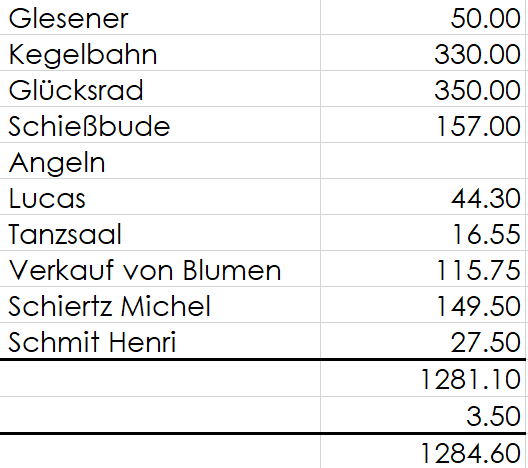 Glesener 50.00
Kegelbahn 330.00
Glücksrad 350.00
Schießbude 157.00
Angeln
Lucas 44.30
Tanzsaal 16.55
Verkauf von Blumen 115.75
Schiertz Michel 149.50
Schmit Henri 27.50
1281.10
3.50
1284.60